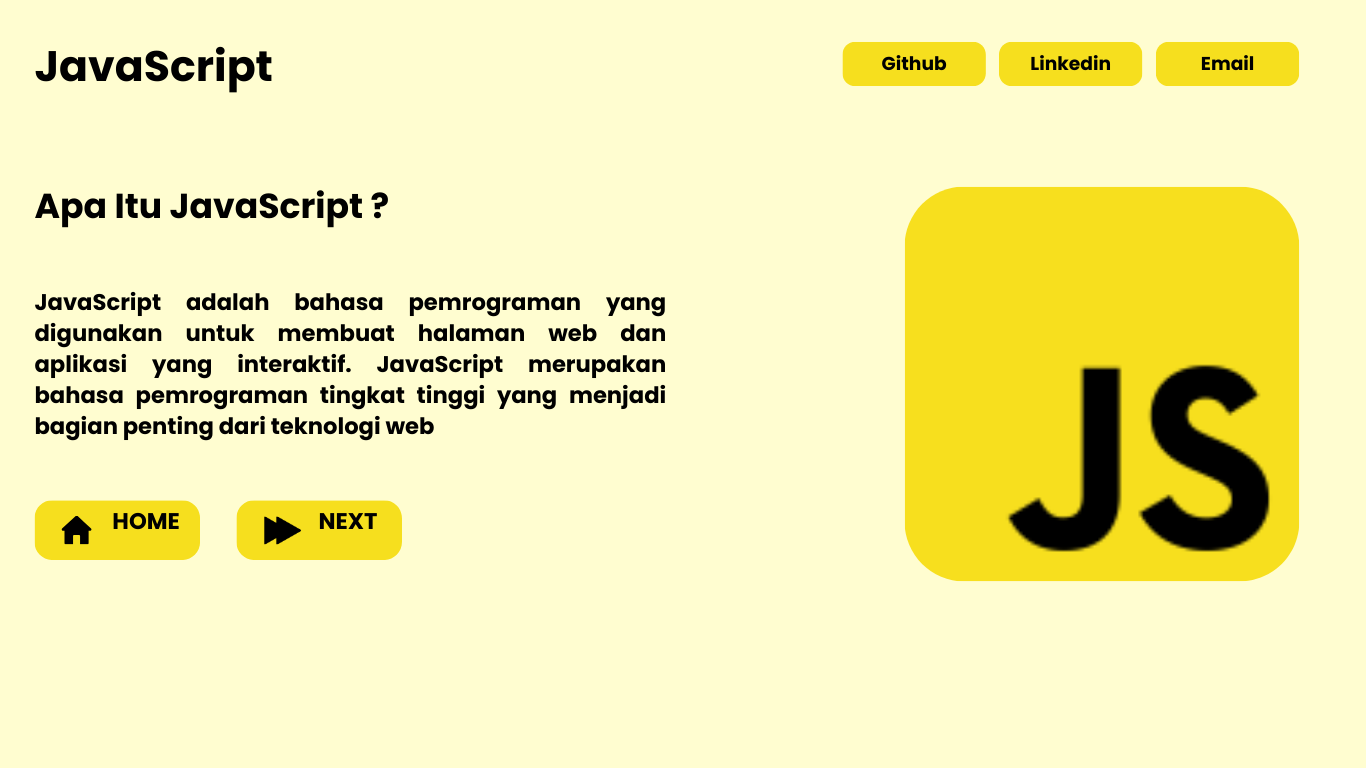 JavaScript
Github
Linkedin
Email
Apa Itu JavaScript ?
JavaScript adalah bahasa pemrograman yang
digunakan untuk membuat halaman web dan
aplikasi yang interaktif. JavaScript merupakan
bahasa pemrograman tingkat tinggi yang menjadi
bagian penting dari teknologi web
HOME
NEXT
JS